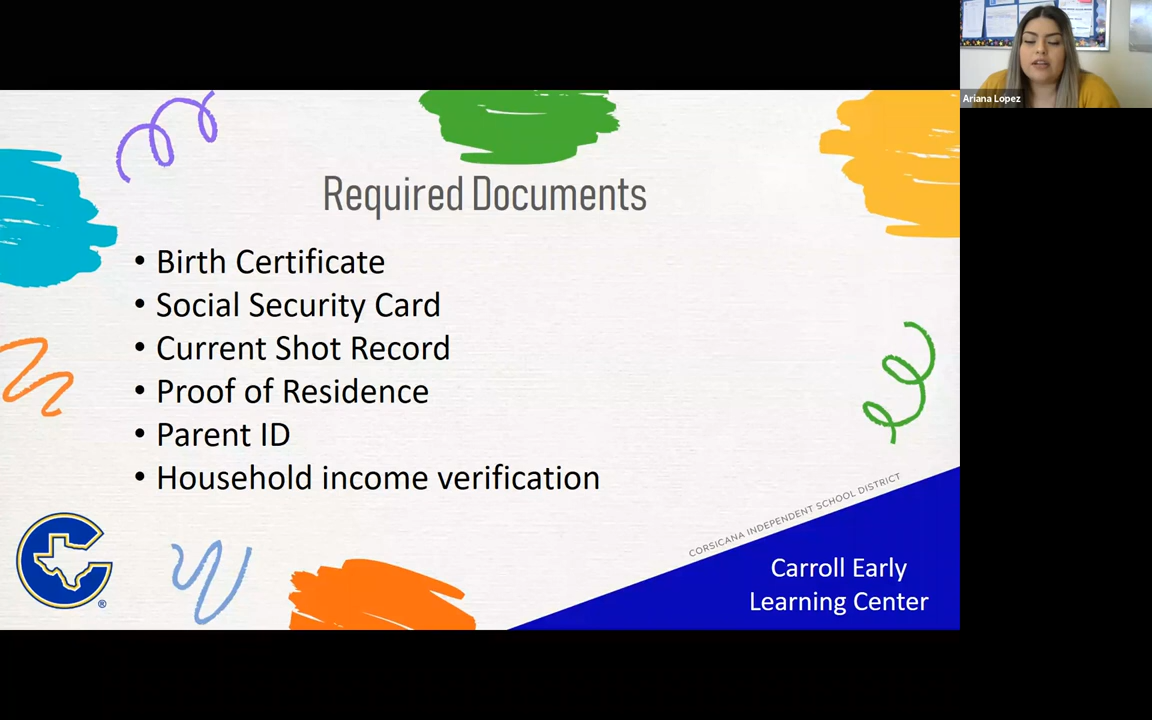 Ariana Lopez
Required Documents
• Birth Certificate
• Social Security Card
• Current Shot Record
• Proof of Residence
• Parent ID
• Household income verification
CORSICANA INDEPENDENT SCHOOL DISTRICT
Carroll Early
Learning Center
®